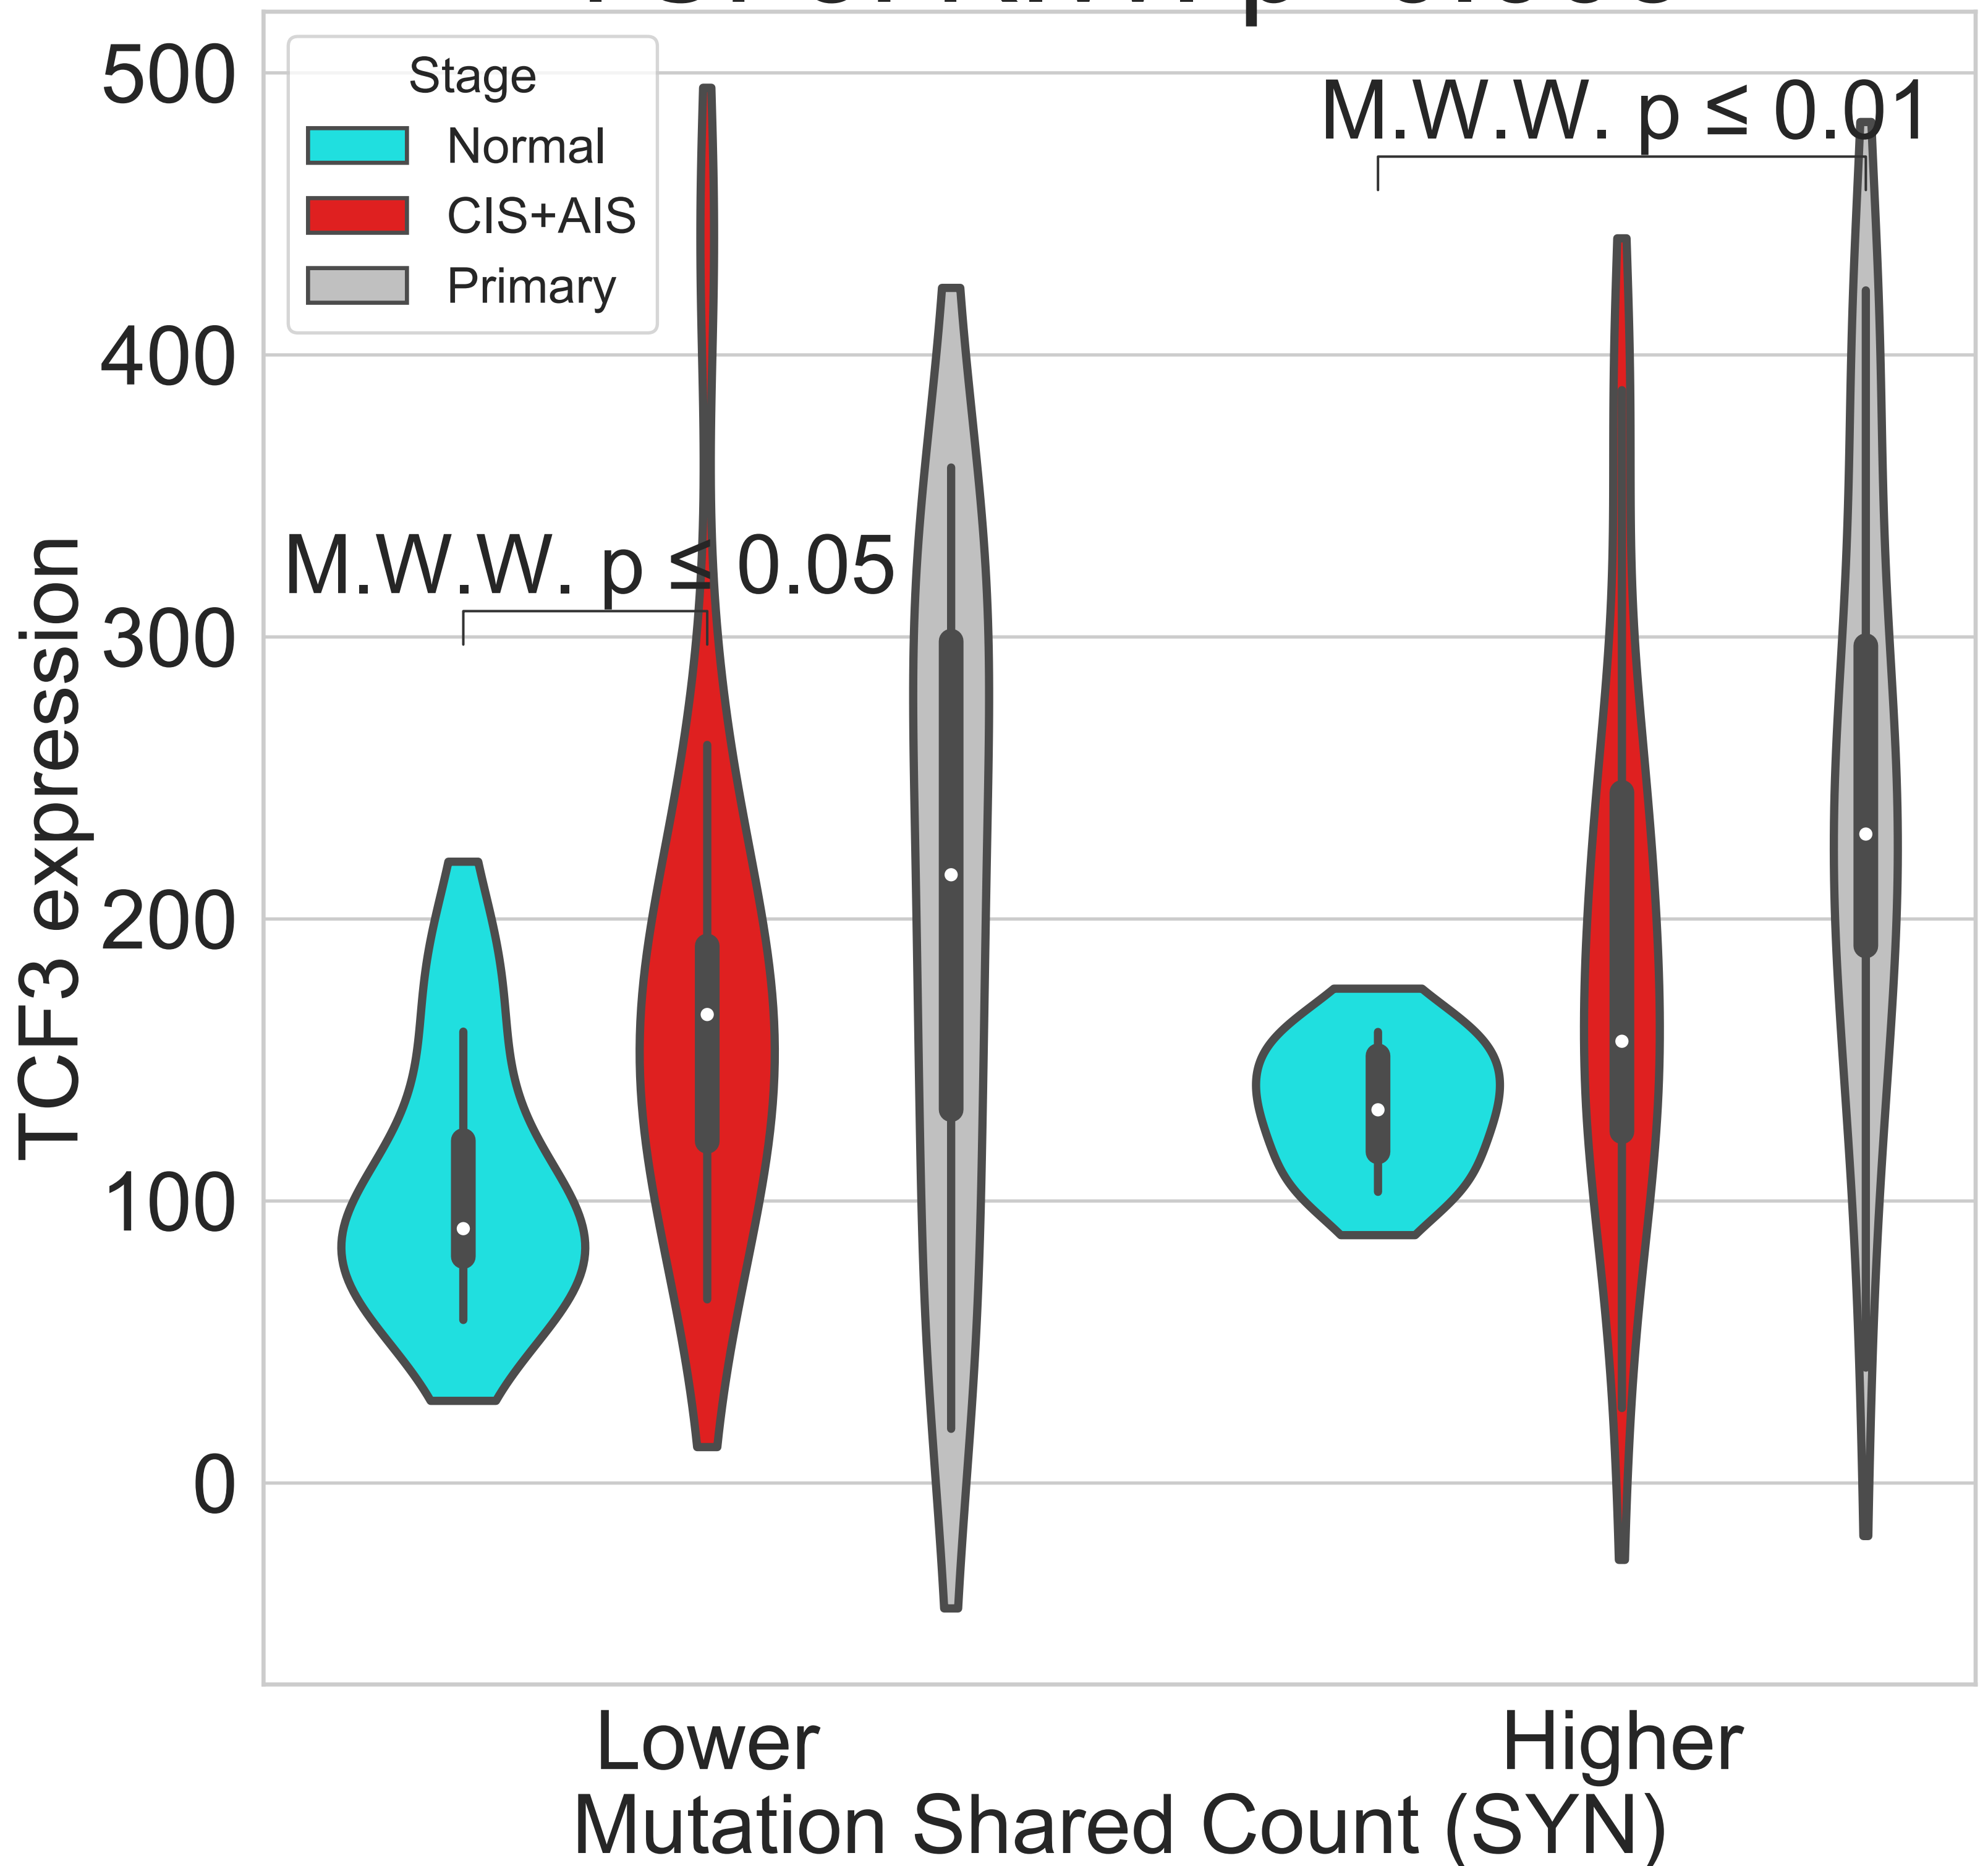 500
400
300
200
100
0
TCF3 expression
Stage
Normal
CIS+AIS
Primary
M.W.W. p ≤ 0.05
M.W.W. p ≤ 0.01
Lower
Higher
Mutation Shared Count (SYN)